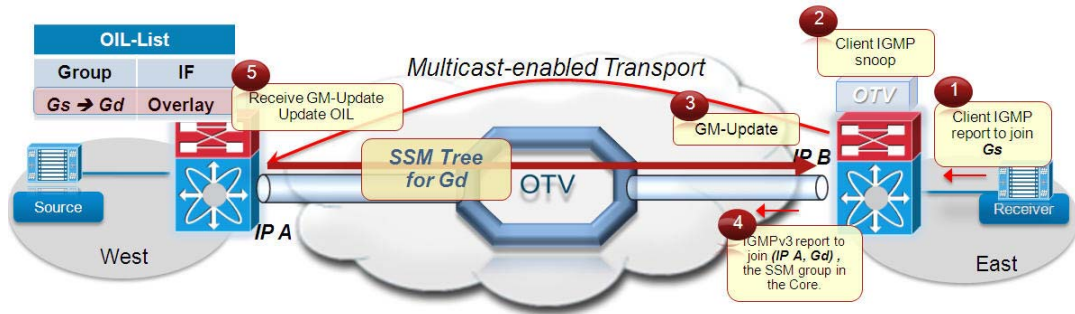 OIL-List
Group IF
Gs ➔ Gd Overlay
5
Receive GM-Update
Update OIL
Multicast-enabled Transport
2
Client IGMP
snoop
OTV
1
Client IGMP
report to join
Gs
3
GM-Update
SSM Tree
for Gd
OTV
IP B
IP A
Source
West
4
IGMPv3 report to
join (IP A, Gd) ,
the SSM group in
the Core.
Receiver
East